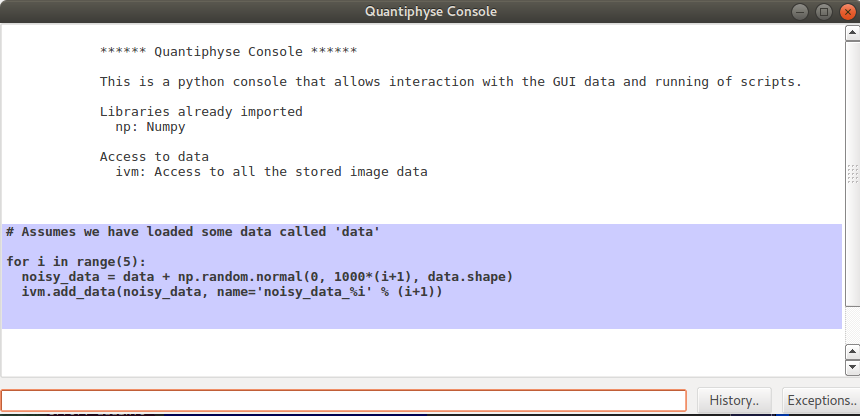 Quantiphyse Console
****** Quantiphyse Console ******
This is a python console that allows interaction with the GUI data and running of scripts.
Libraries already imported
np: Numpy
Access to data
ivm: Access to all the stored image data
# Assumes we have loaded some data called 'data'
for i in range(5):
noisy_data = data + np.random.normal(0, 1000*(i+1), data.shape)
ivm.add_data(noisy_data, name='noisy_data_%i' % (i+1))
History..
Exceptions..